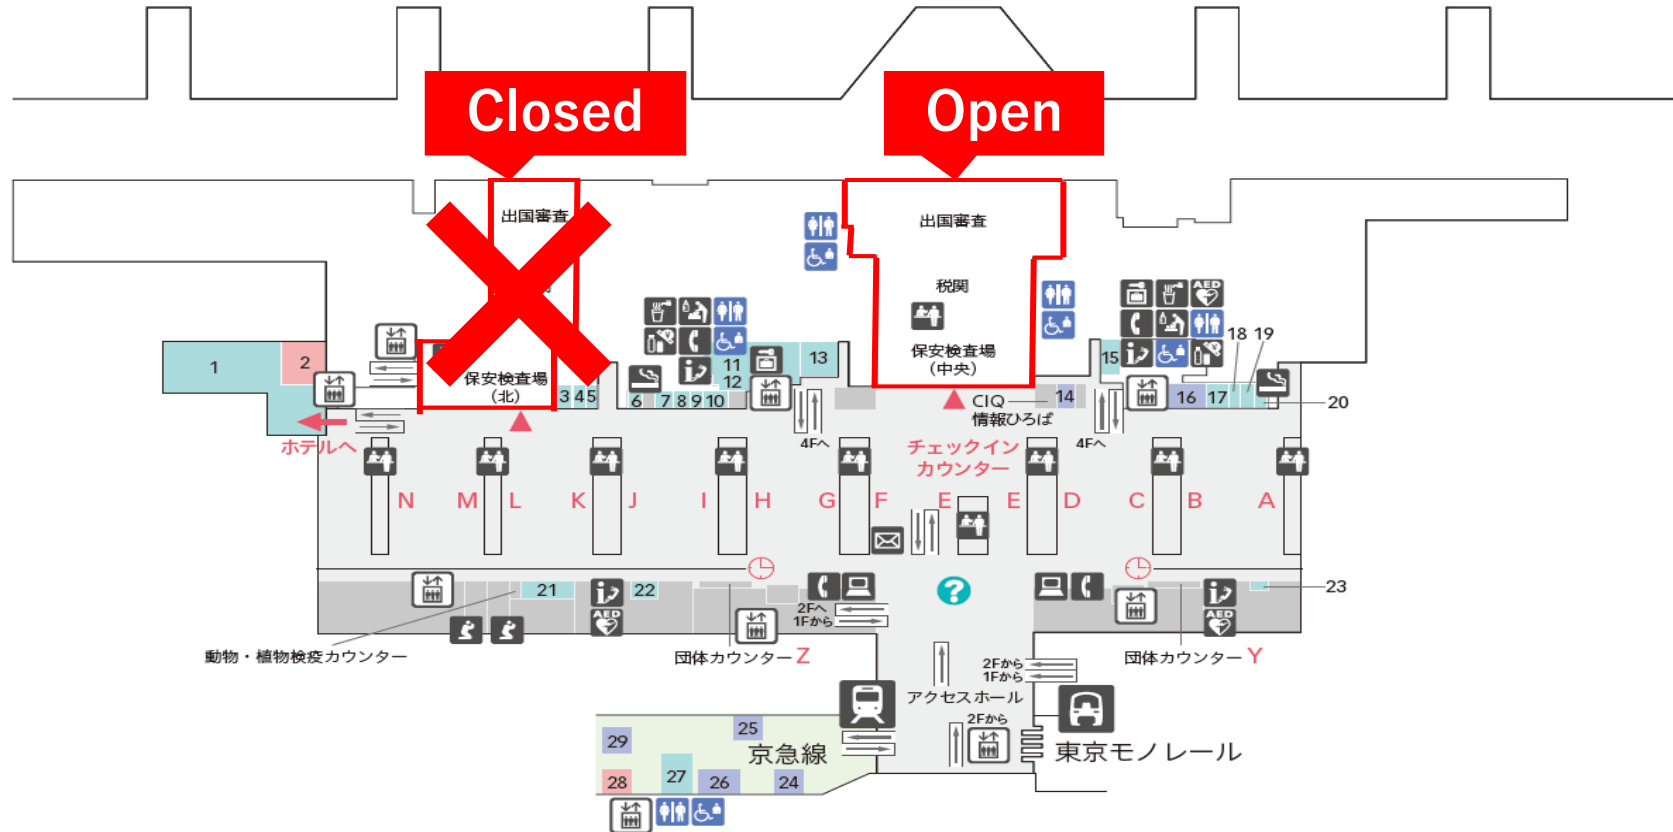 Closed
Open
出国審査
出国審査
税関
保安検査場
（中央）
保安検査場
（北）
AED
1
2
3
4
5
6
7
8
9
10
11
12
13
14
15
16
17
18
19
20
CIQ
情報ひろば
4Fへ
4Fへ
ホテルへ
チェックイン
カウンター
N
M
L
K
J
I
H
G
F
E
E
D
C
B
A
?
21
22
23
AED
AED
2Fへ
1Fから
動物・植物検疫カウンター
団体カウンター Z
団体カウンター Y
2Fから
1Fから
アクセスホール
2Fから
京急線
東京モノレール
29
25
28
27
26
24